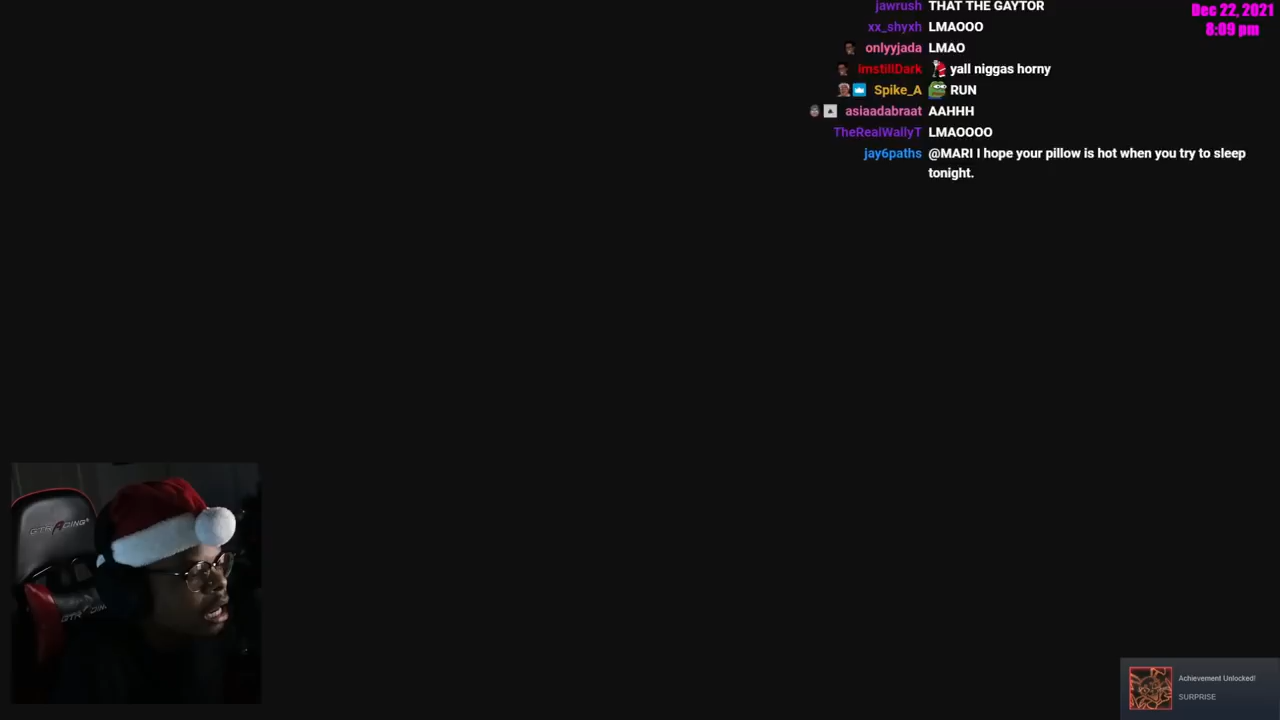 jawrush THAT THE GAYTOR
Dec 22, 2021
8:09 pm
xx_shyxh LMAOOO
onlyyjada LMAO
imstillDark yall niggas horny
Spike_A RUN
asiaadabraat AAHHH
TheRealWallyT LMAOOOO
jay6paths @MARI I hope your pillow is hot when you try to sleep
tonight.
GTRACING
GTRACING
Achievement Unlocked!
SURPRISE